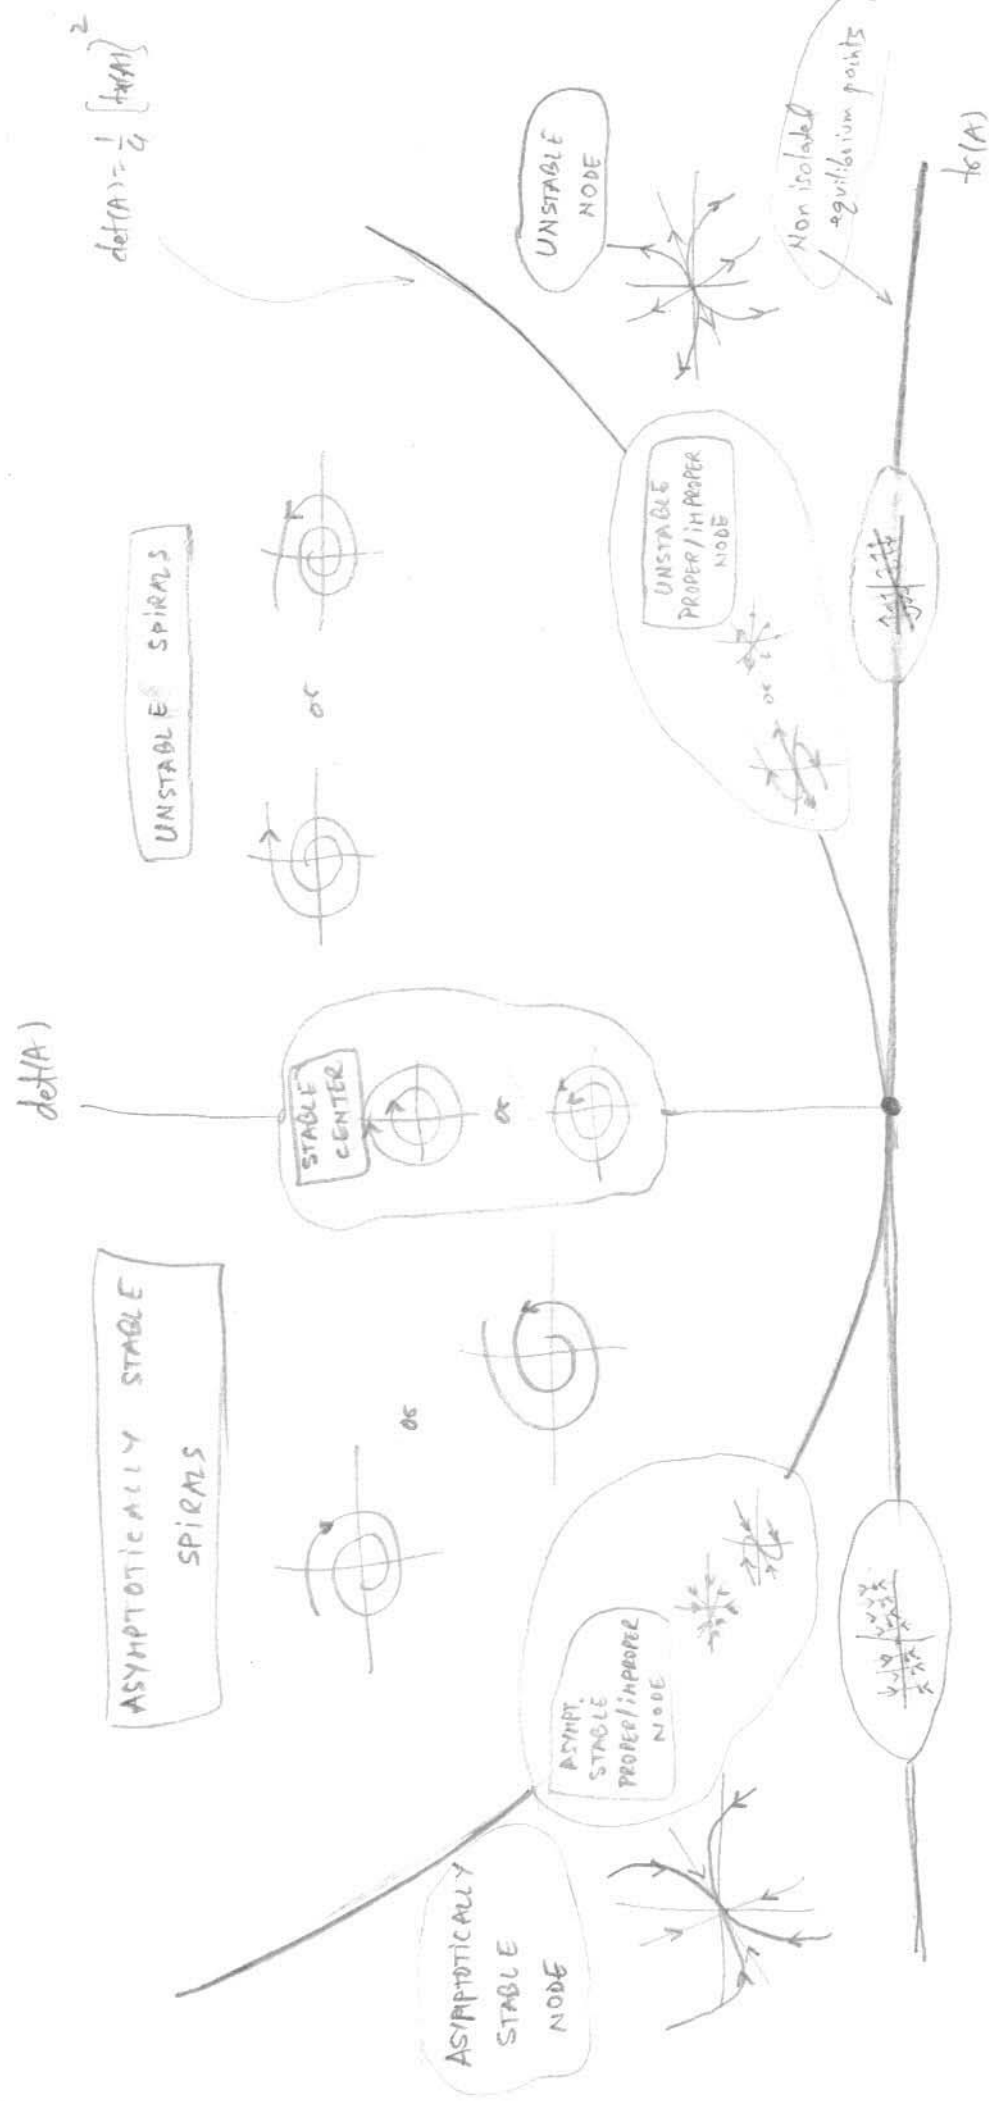 det(A)
det(A) = 1/4 [tr(A)]²
ASYMPTOTICALLY STABLE
SPIRALS
or
UNSTABLE SPIRALS
or
STABLE
CENTER
or
ASYMPTOTICALLY
STABLE
NODE
ASYMPT.
STABLE
PROPER/IMPROPER
NODE
UNSTABLE
PROPER/IMPROPER
NODE
or
UNSTABLE
NODE
Non isolated
equilibrium points
tr(A)